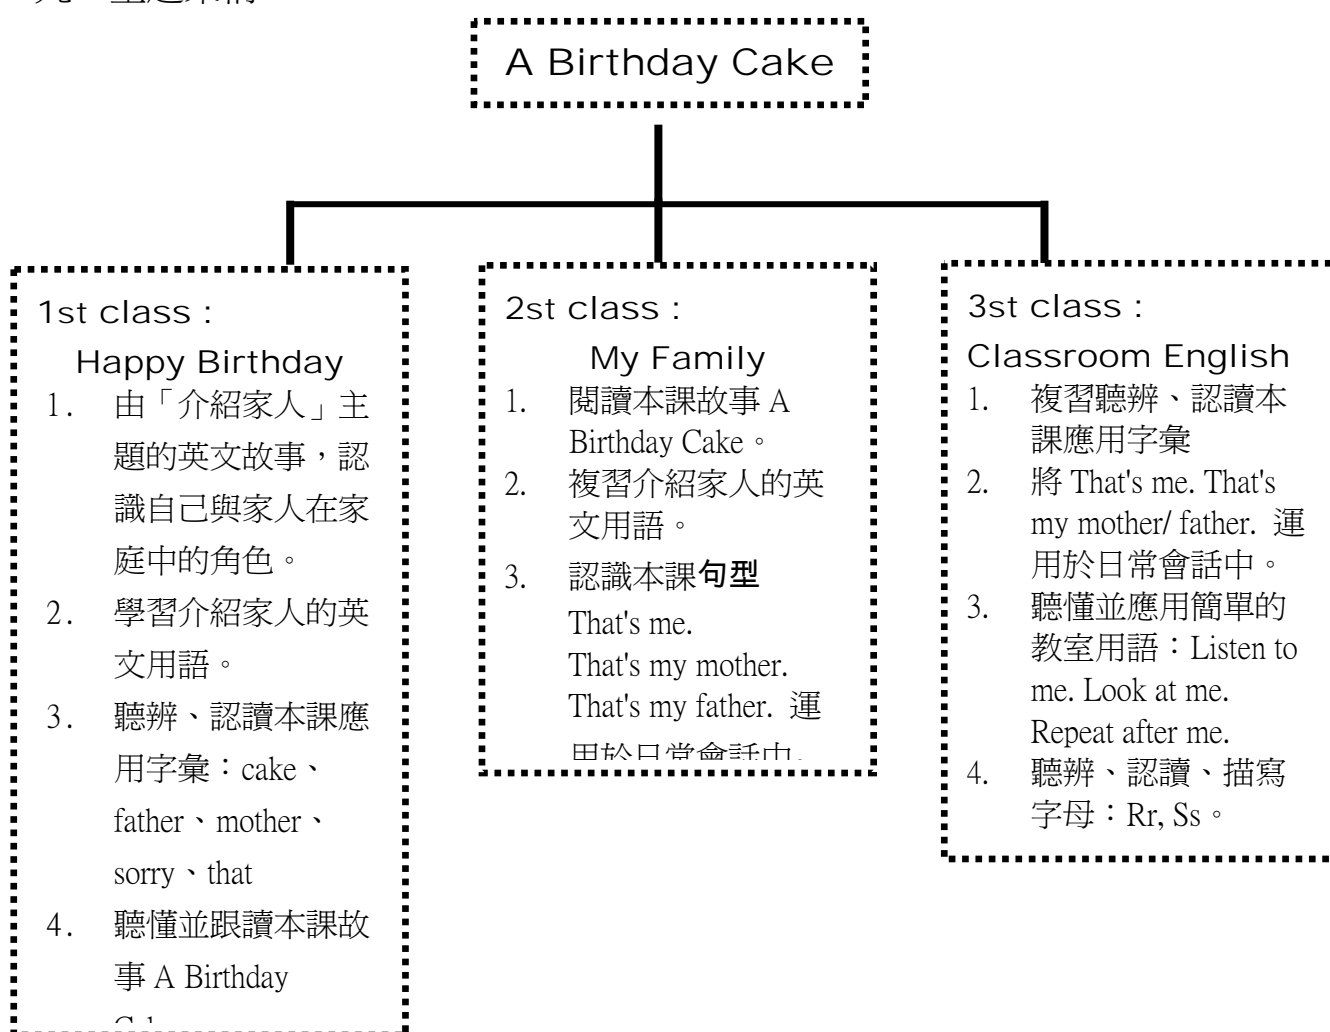 A Birthday Cake
1st class：
Happy Birthday
1. 由「介紹家人」主
題的英文故事，認
識自己與家人在家
庭中的角色。
2. 學習介紹家人的英
文用語。
3. 聽辨、認讀本課應
用字彙：cake、
father、mother、
sorry、that
4. 聽懂並跟讀本課故
事 A Birthday
2st class：
My Family
1. 閱讀本課故事 A
Birthday Cake。
2. 複習介紹家人的英
文用語。
3. 認識本課句型
That's me.
That's my mother.
That's my father. 運
用於日常會話中.
3st class：
Classroom English
1. 複習聽辨、認讀本
課應用字彙
2. 將 That's me. That's
my mother/ father. 運
用於日常會話中。
3. 聽懂並應用簡單的
教室用語：Listen to
me. Look at me.
Repeat after me.
4. 聽辨、認讀、描寫
字母：Rr, Ss。